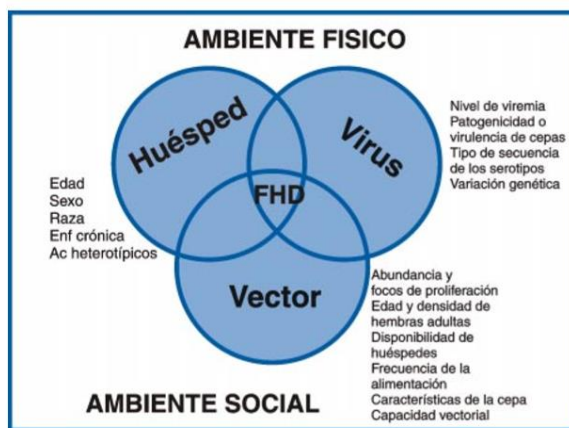 AMBIENTE FISICO
Huésped
Virus
FHD
Vector
Nivel de viremia
Patogenicidad o
virulencia de cepas
Tipo de secuencia
de los serotipos
Variación genética
Edad
Sexo
Raza
Enf crónica
Ac heterotípicos
Abundancia y
focos de proliferación
Edad y densidad de
hembras adultas
Disponibilidad de
huéspedes
Frecuencia de la
alimentación
Características de la cepa
Capacidad vectorial
AMBIENTE SOCIAL